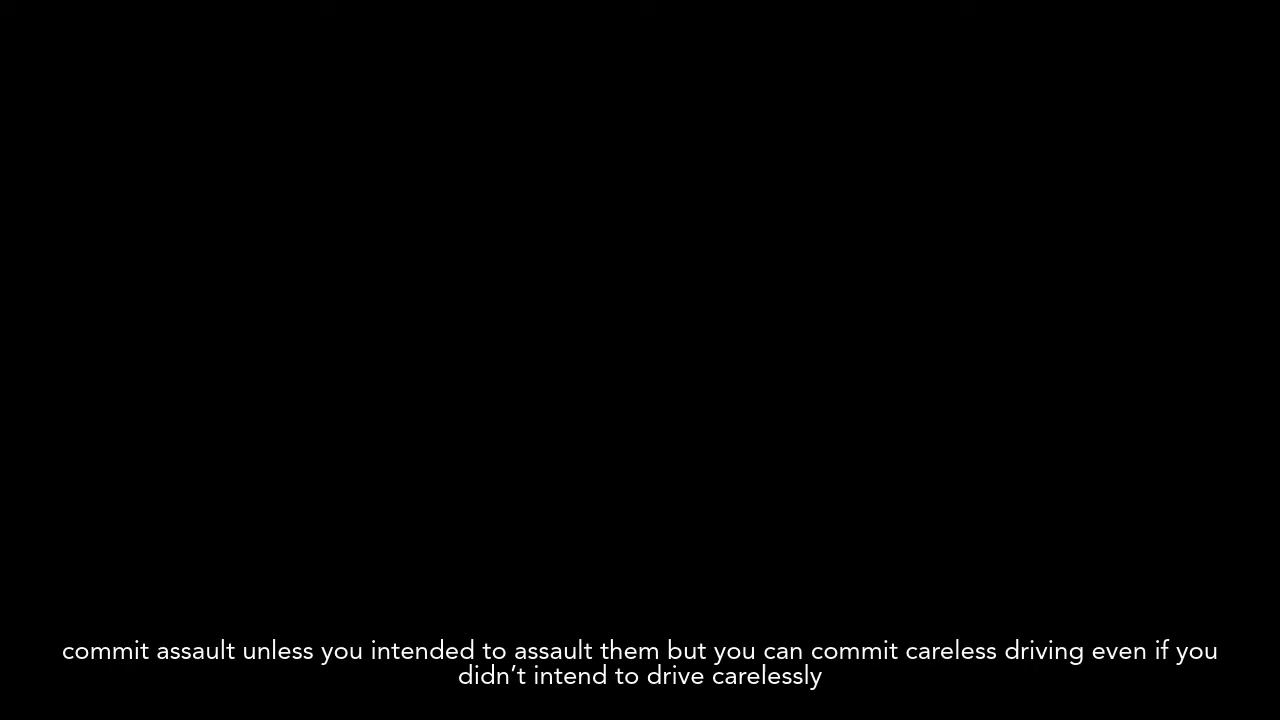 commit assault unless you intended to assault them but you can commit careless driving even if you
didn’t intend to drive carelessly